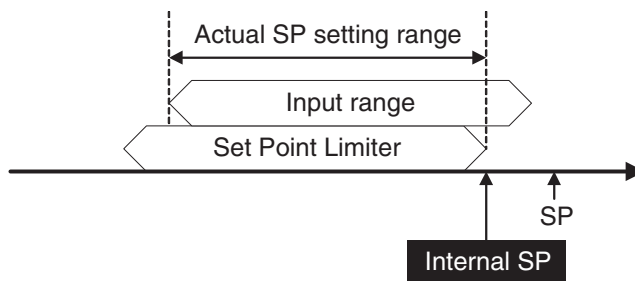 Actual SP setting range
Input range
Set Point Limiter
SP
Internal SP